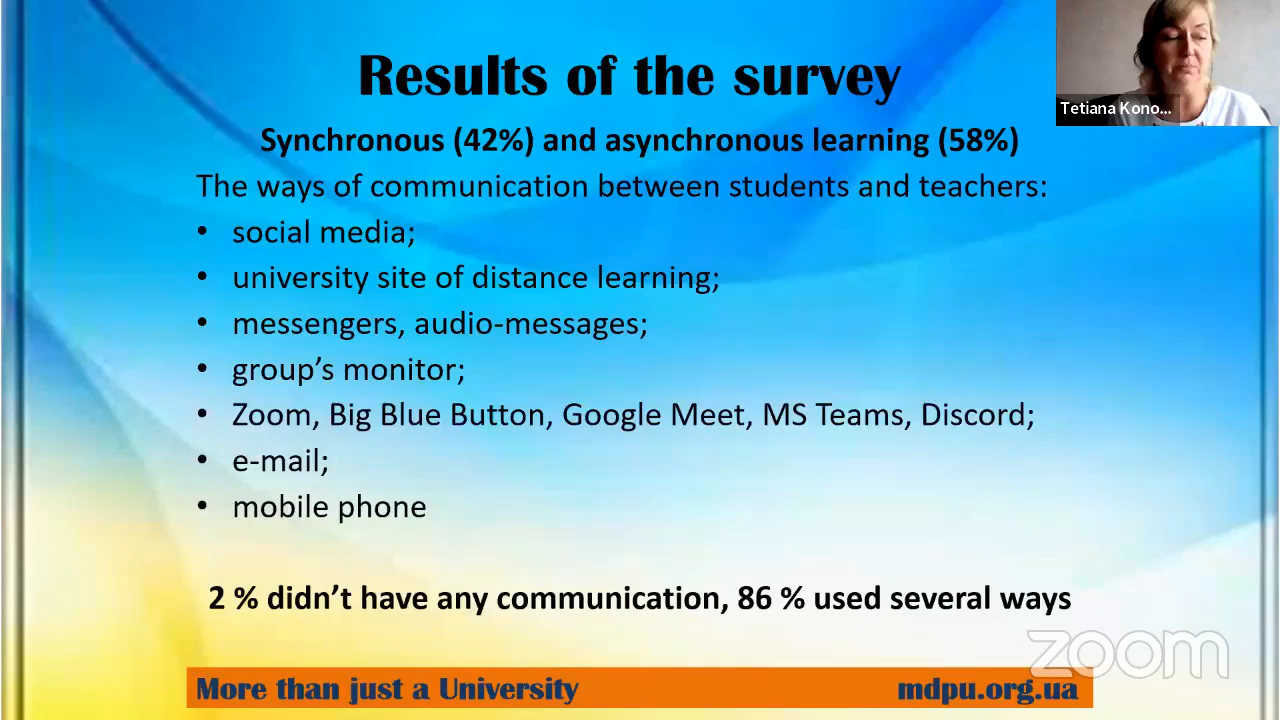 Results of the survey
Tetiana Kono...
Synchronous (42%) and asynchronous learning (58%)
The ways of communication between students and teachers:
• social media;
• university site of distance learning;
• messengers, audio-messages;
• group’s monitor;
• Zoom, Big Blue Button, Google Meet, MS Teams, Discord;
• e-mail;
• mobile phone
2 % didn’t have any communication, 86 % used several ways
zoom
More than just a University
mdpu.org.ua